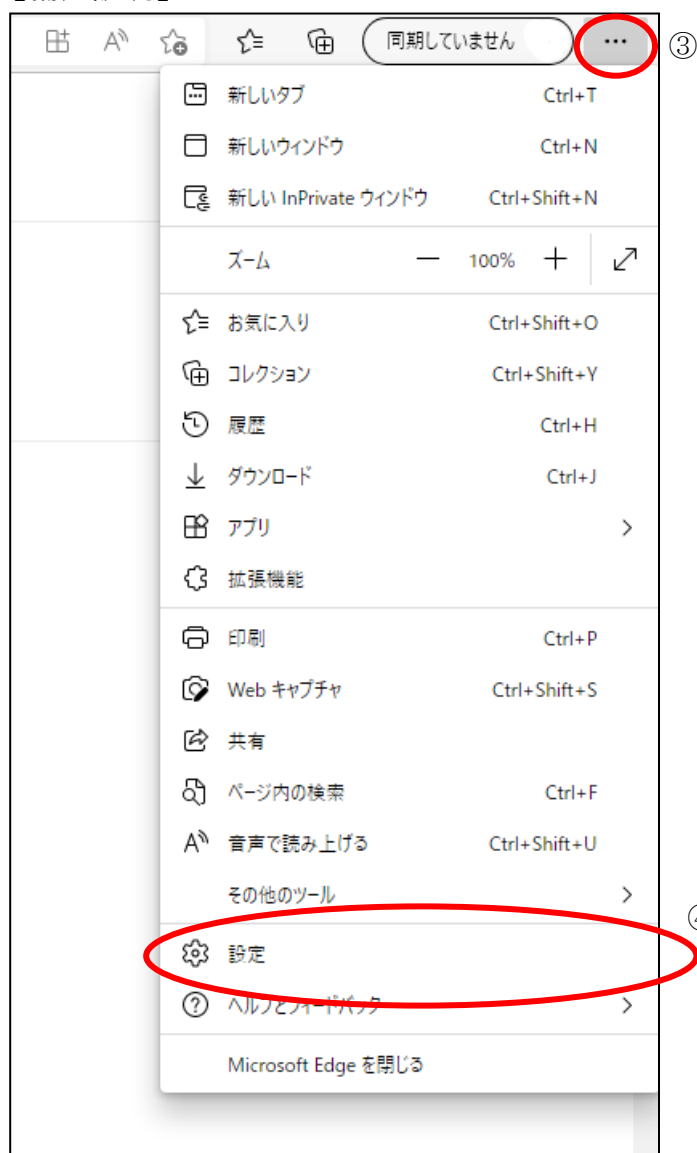 同期していません
③
新しいタブ Ctrl+T
新しいウィンドウ Ctrl+N
新しい InPrivate ウィンドウ Ctrl+Shift+N
ズーム 100%
お気に入り Ctrl+Shift+O
コレクション Ctrl+Shift+Y
履歴 Ctrl+H
ダウンロード Ctrl+J
アプリ
拡張機能
印刷 Ctrl+P
Web キャプチャ Ctrl+Shift+S
共有
ページ内の検索 Ctrl+F
音声で読み上げる Ctrl+Shift+U
その他のツール
④
設定
ヘルプとフィードバック
Microsoft Edge を閉じる